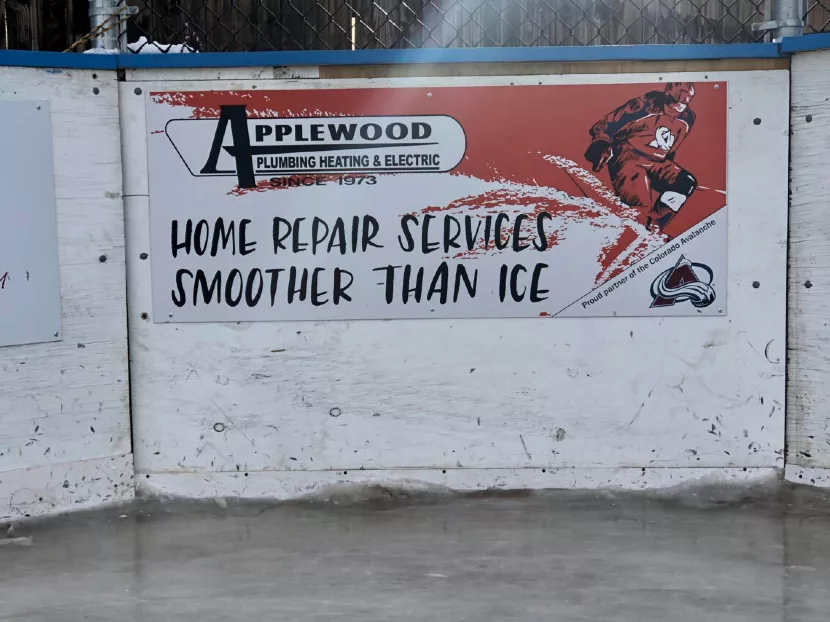 APPLEWOOD
PLUMBING HEATING & ELECTRIC
SINCE 1973
HOME REPAIR SERVICES
SMOOTHER THAN ICE
Proud partner of the Colorado Avalanche